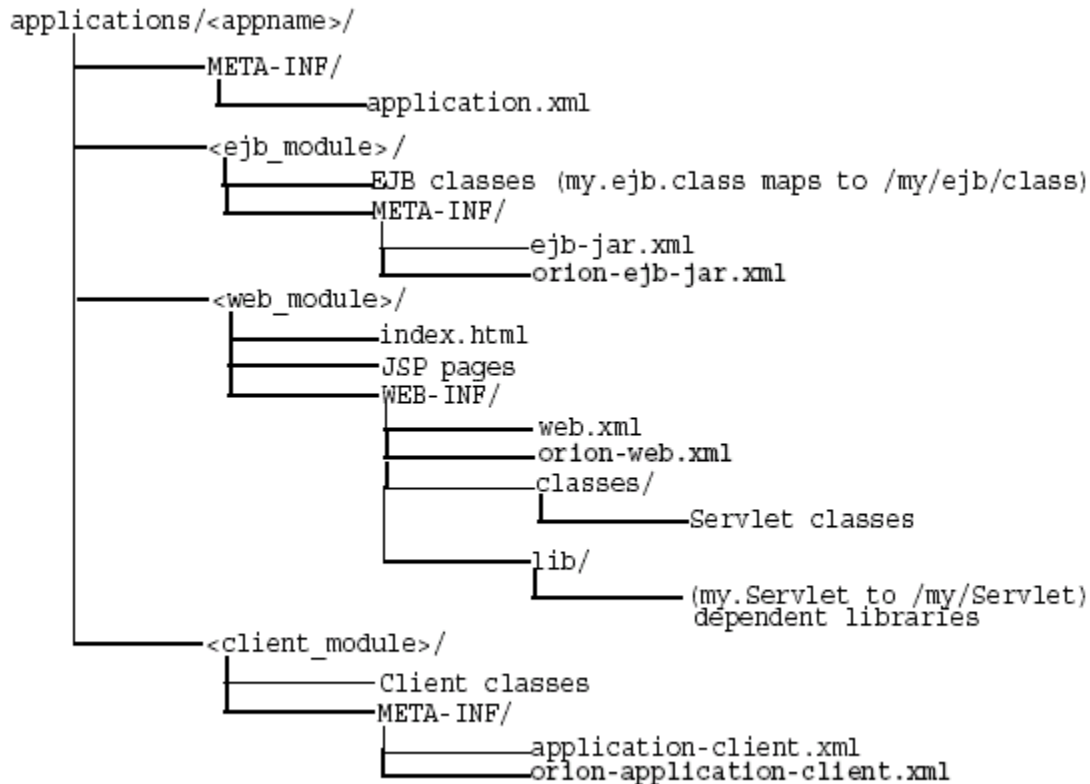 applications/<appname>/
META-INF/
application.xml
<ejb_module>/
EJB classes (my.ejb.class maps to /my/ejb/class)
META-INF/
ejb-jar.xml
orion-ejb-jar.xml
<web_module>/
index.html
JSP pages
WEB-INF/
web.xml
orion-web.xml
classes/
Servlet classes
lib/
(my.Servlet to /my/Servlet)
dependent libraries
<client_module>/
Client classes
META-INF/
application-client.xml
orion-application-client.xml